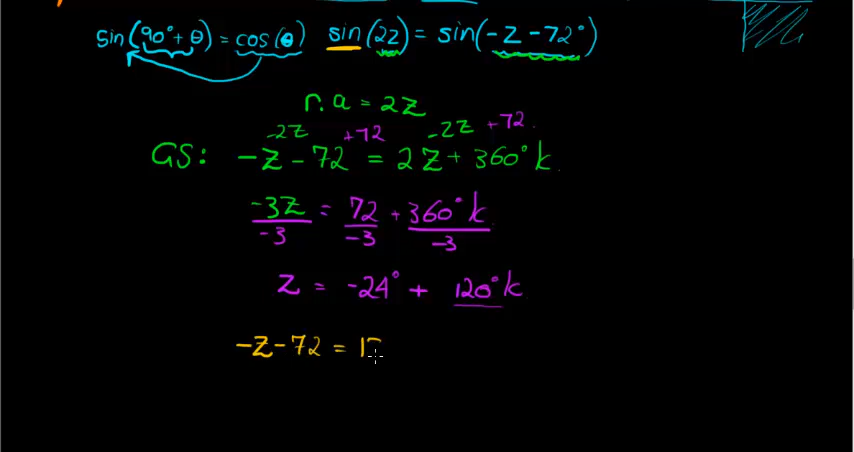 sin(90°+θ) = cos(θ) sin(2z) = sin(-z-72°)
r.a = 2z
-2z +72 -2z +72
GS: -z - 72 = 2z + 360°k.
-3z/-3 = 72/-3 + 360°k/-3
z = -24° + 120°k
-z - 72 = 1